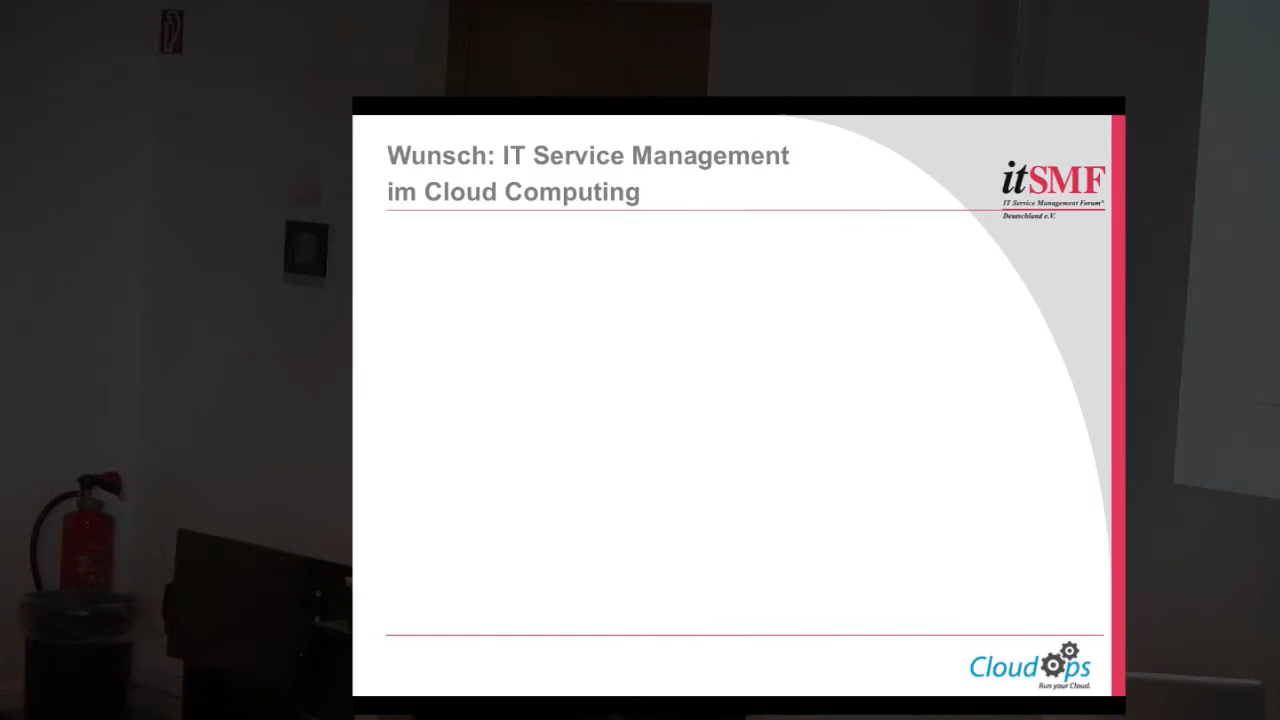 Wunsch: IT Service Management
im Cloud Computing
itSMF
IT Service Management Forum®
Deutschland e.V.
CloudOps
Run your Cloud.